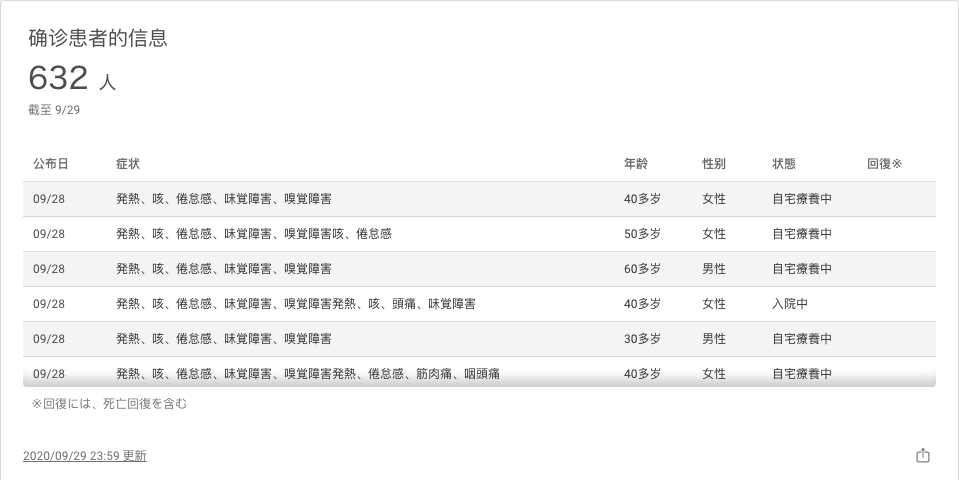 确诊患者的信息
632 人
截至 9/29
公布日 症状 年龄 性别 状態 回復※
09/28 発熱、咳、倦怠感、味覚障害、嗅覚障害 40多岁 女性 自宅療養中
09/28 発熱、咳、倦怠感、味覚障害、嗅覚障害咳、倦怠感 50多岁 女性 自宅療養中
09/28 発熱、咳、倦怠感、味覚障害、嗅覚障害 60多岁 男性 自宅療養中
09/28 発熱、咳、倦怠感、味覚障害、嗅覚障害発熱、咳、頭痛、味覚障害 40多岁 女性 入院中
09/28 発熱、咳、倦怠感、味覚障害、嗅覚障害 30多岁 男性 自宅療養中
09/28 発熱、咳、倦怠感、味覚障害、嗅覚障害発熱、倦怠感、筋肉痛、咽頭痛 40多岁 女性 自宅療養中
※回復には、死亡回復を含む
2020/09/29 23:59 更新